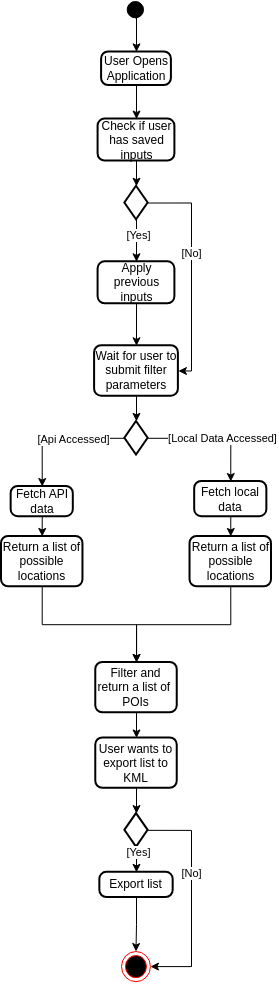 User Opens
Application
Check if user
has saved
inputs
[Yes]
[No]
Apply
previous
inputs
Wait for user to
submit filter
parameters
[Api Accessed]
[Local Data Accessed]
Fetch API
data
Fetch local
data
Return a list of
possible
locations
Return a list of
possible
locations
Filter and
return a list of
POIs
User wants to
export list to
KML
[Yes]
[No]
Export list